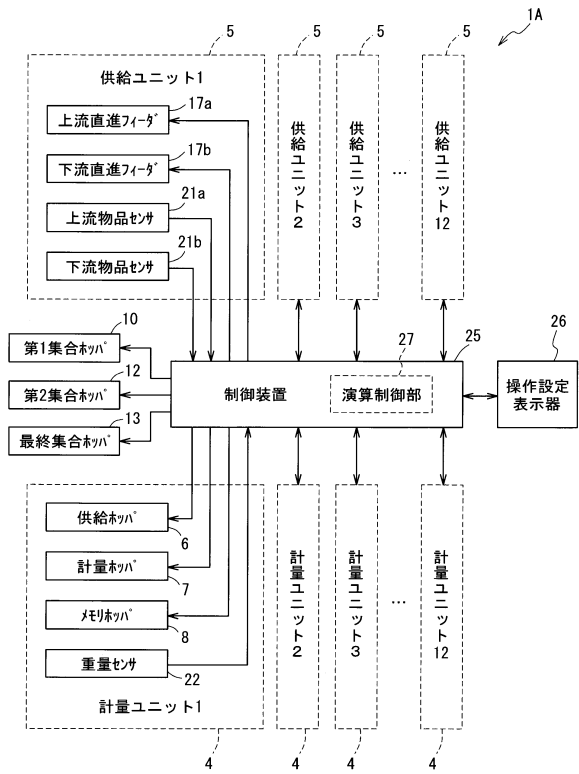 1A
5
5
5
5
供給ユニット1
17a
上流直進フィーダ
17b
下流直進フィーダ
21a
上流物品センサ
21b
下流物品センサ
供給ユニット2
供給ユニット3
…
供給ユニット12
10
第1集合ホッパ
12
第2集合ホッパ
13
最終集合ホッパ
制御装置
27
演算制御部
25
26
操作設定
表示器
供給ホッパ
6
計量ホッパ
7
メモリホッパ
8
重量センサ
22
計量ユニット1
計量ユニット2
計量ユニット3
…
計量ユニット12
4
4
4
4